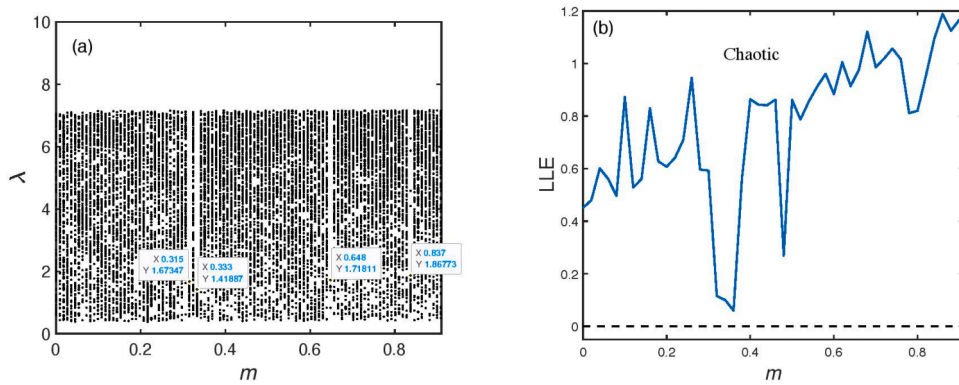 (a)
10
8
6
4
2
0
λ
X 0.315
Y 1.67347
X 0.333
Y 1.41887
X 0.648
Y 1.71811
X 0.837
Y 1.86773
0 0.2 0.4 0.6 0.8
m
(b)
Chaotic
1.2
1
0.8
0.6
0.4
0.2
0
LLE
0 0.2 0.4 0.6 0.8
m